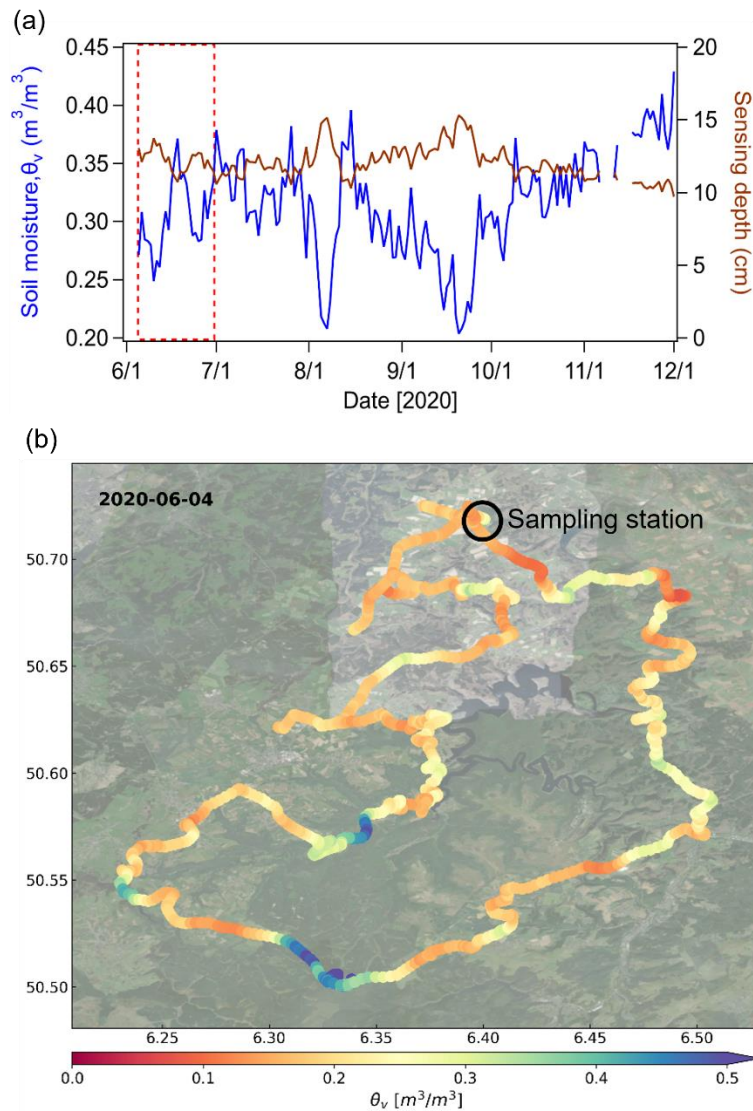 (a)
Soil moisture,θv (m³/m³)
0.45
0.40
0.35
0.30
0.25
0.20
20
15
10
5
0
Sensing depth (cm)
6/1 7/1 8/1 9/1 10/1 11/1 12/1
Date [2020]
(b)
2020-06-04
Sampling station
50.70
50.65
50.60
50.55
50.50
6.25 6.30 6.35 6.40 6.45 6.50
0.0 0.1 0.2 0.3 0.4 0.5
θv [m³/m³]